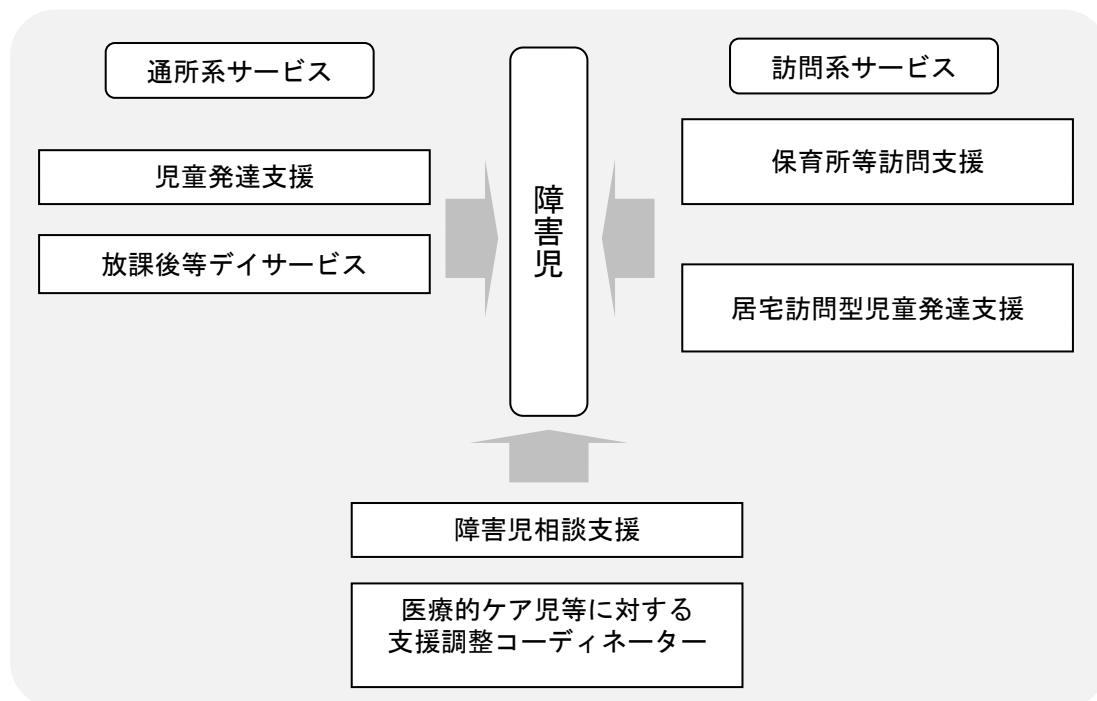 通所系サービス
児童発達支援
放課後等デイサービス
障害児
訪問系サービス
保育所等訪問支援
居宅訪問型児童発達支援
障害児相談支援
医療的ケア児等に対する
支援調整コーディネーター